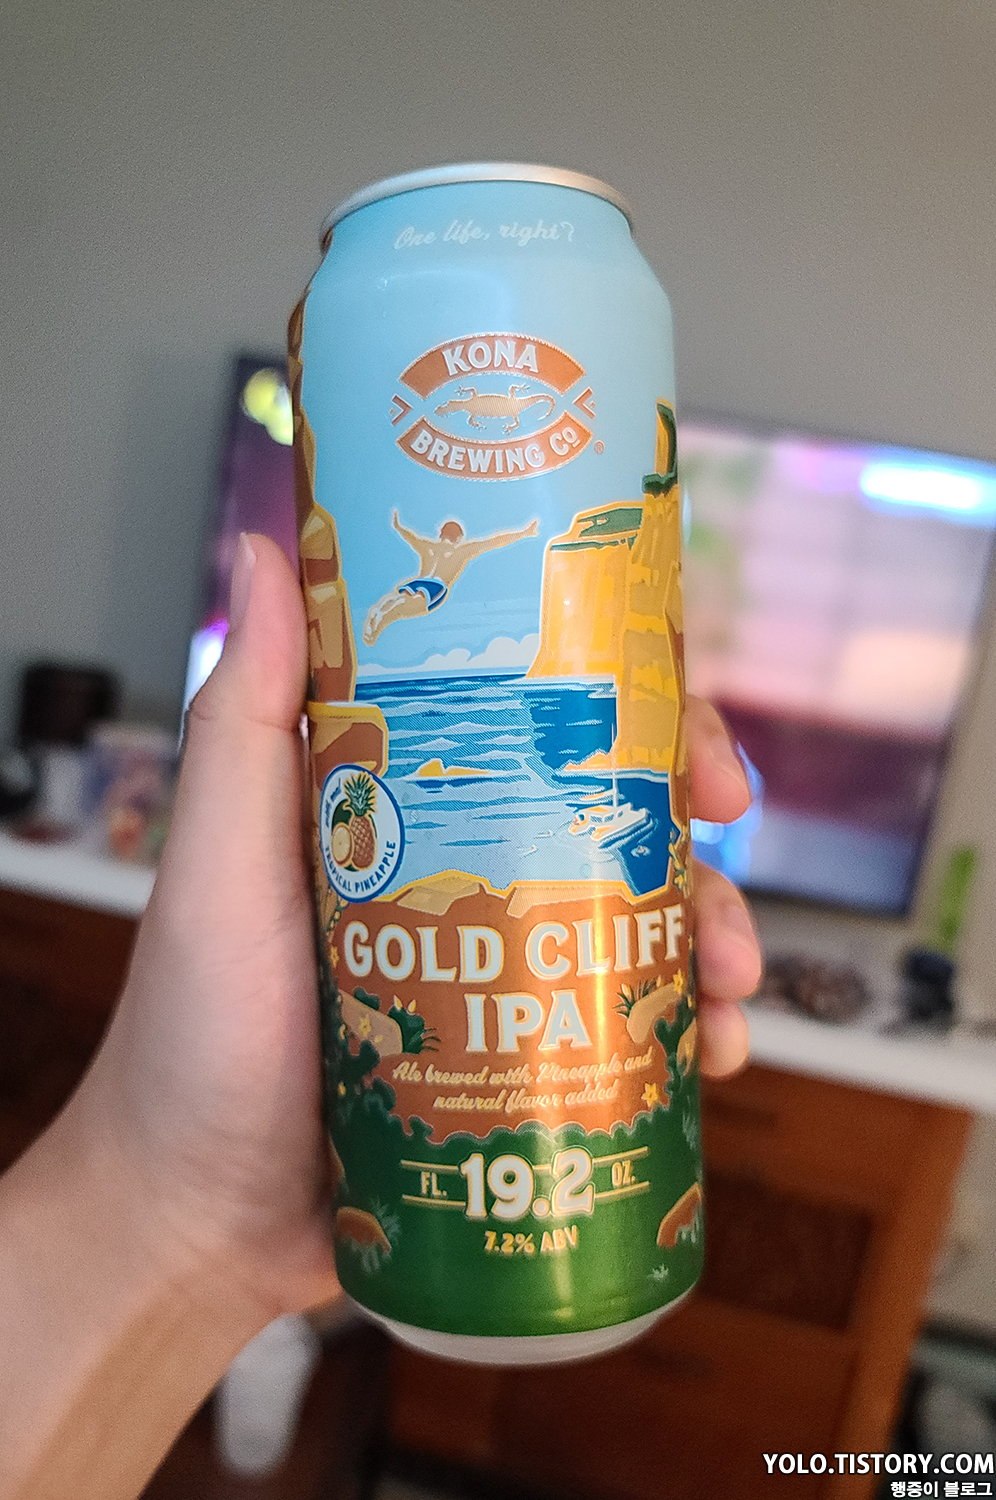 One life, right?
KONA
BREWING CO
®
TROPICAL PINEAPPLE
GOLD CLIFF
IPA
Ale brewed with Pineapple and
natural flavor added
FL. 19.2 OZ.
7.2% ABV
YOLO.TISTORY.COM
행중이 블로그